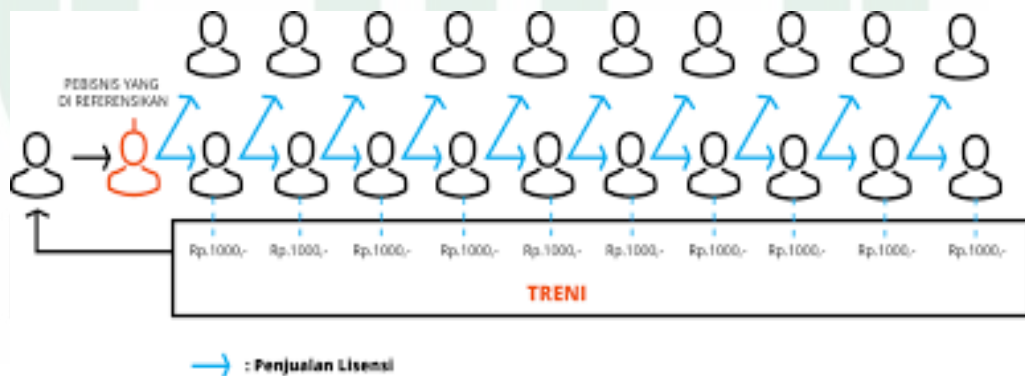 PEBISNIS YANG
DI REFERENSIKAN
Rp.1000,- Rp.1000,- Rp.1000,- Rp.1000,- Rp.1000,- Rp.1000,- Rp.1000,- Rp.1000,- Rp.1000,- Rp.1000,-
TRENI
: Penjualan Lisensi